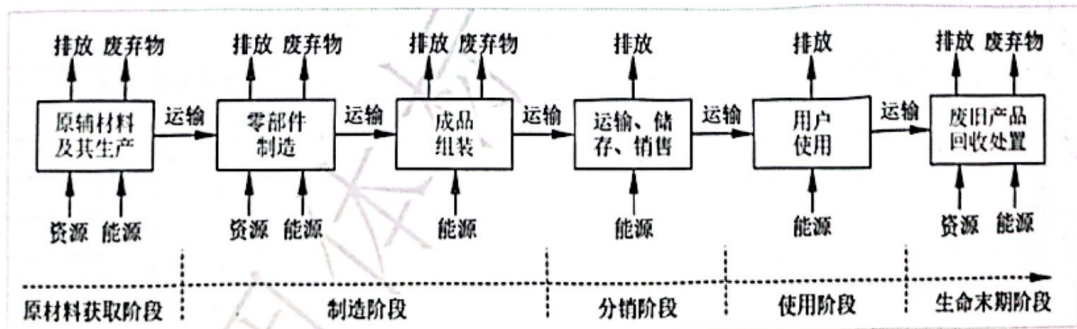 排放 废弃物 排放 废弃物 排放 废弃物 排放 排放 排放 废弃物
原辅材料及其生产 运输 零部件制造 运输 成品组装 运输 运输、储存、销售 运输 用户使用 运输 废旧产品回收处置
资源 能源 资源 能源 能源 能源 能源 资源 能源
原材料获取阶段 制造阶段 分销阶段 使用阶段 生命末期阶段